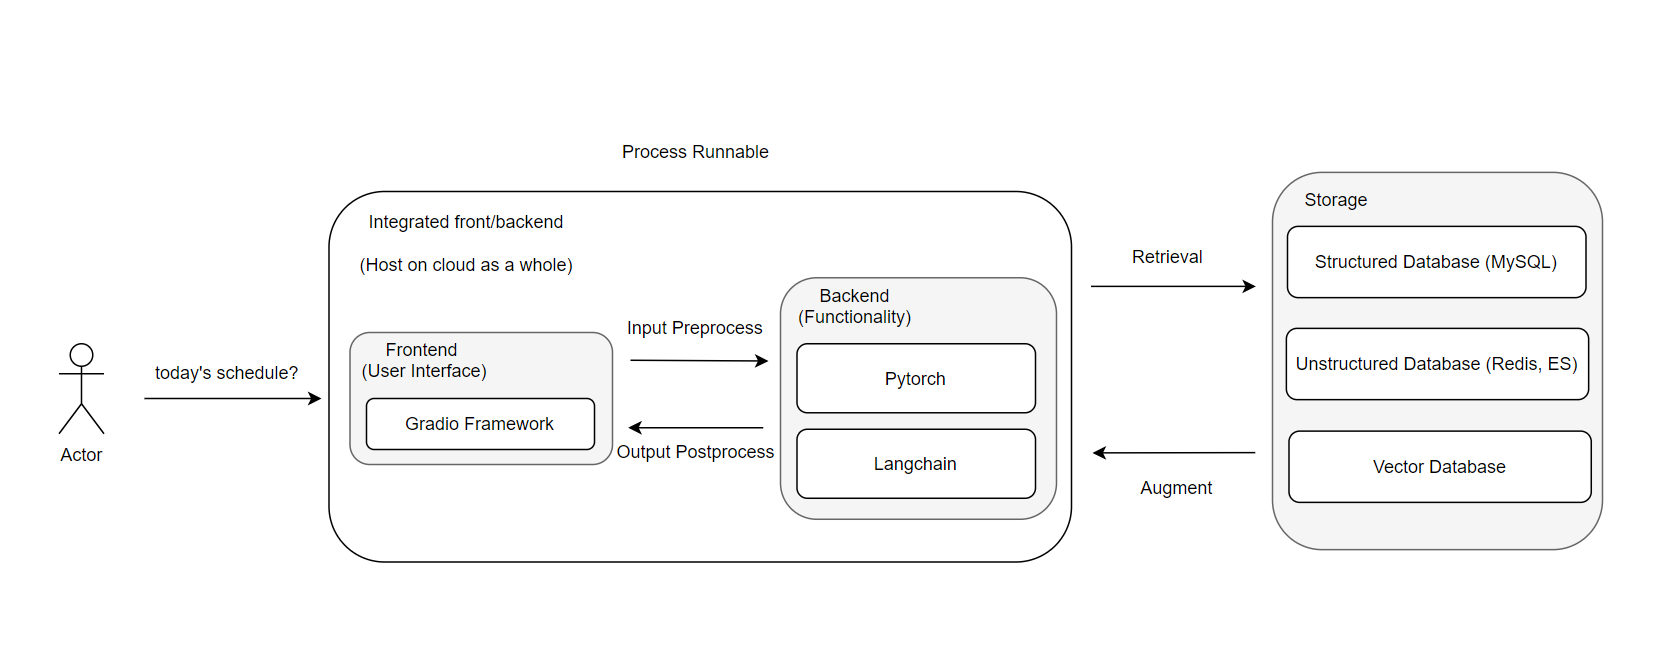 Process Runnable
Integrated front/backend
(Host on cloud as a whole)
Actor
today's schedule?
Frontend
(User Interface)
Gradio Framework
Input Preprocess
Output Postprocess
Backend
(Functionality)
Pytorch
Langchain
Retrieval
Augment
Storage
Structured Database (MySQL)
Unstructured Database (Redis, ES)
Vector Database